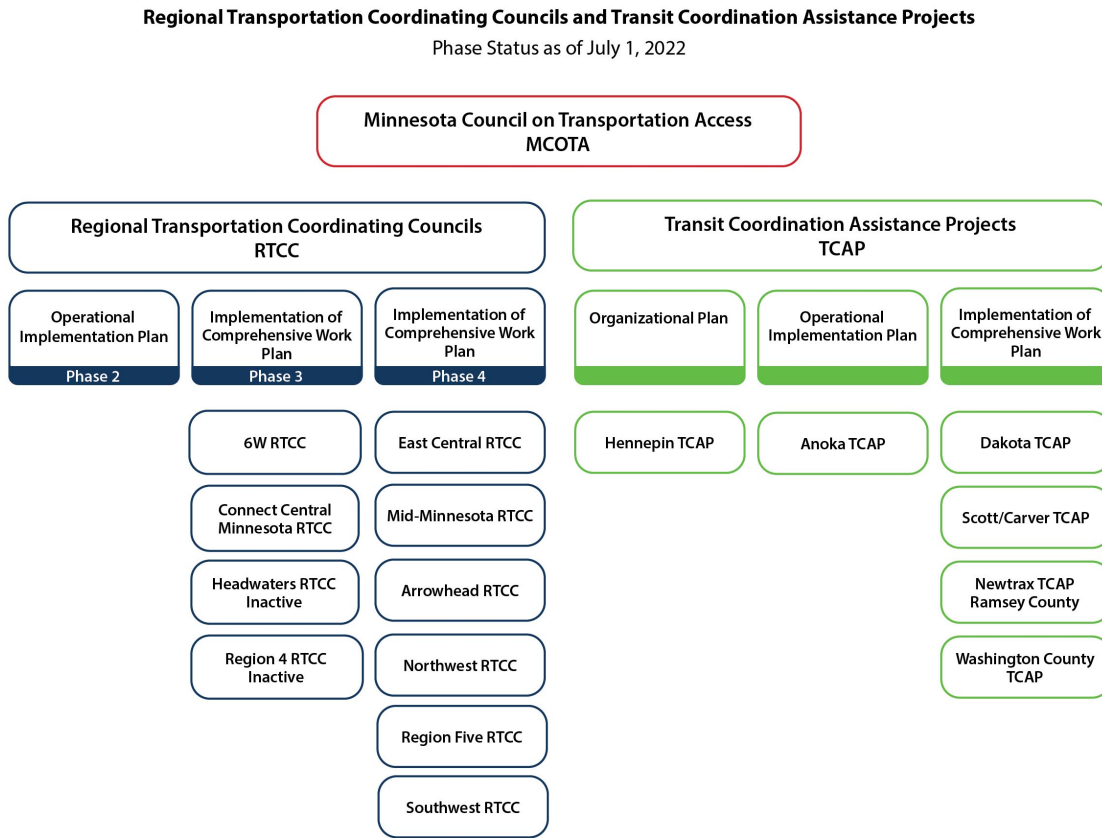 Regional Transportation Coordinating Councils and Transit Coordination Assistance Projects
Phase Status as of July 1, 2022
Minnesota Council on Transportation Access
MCOTA
Regional Transportation Coordinating Councils
RTCC
Transit Coordination Assistance Projects
TCAP
Operational
Implementation Plan
Phase 2
Implementation of
Comprehensive Work
Plan
Phase 3
Implementation of
Comprehensive Work
Plan
Phase 4
Organizational Plan
Operational
Implementation Plan
Implementation of
Comprehensive Work
Plan
6W RTCC
Connect Central
Minnesota RTCC
Headwaters RTCC
Inactive
Region 4 RTCC
Inactive
East Central RTCC
Mid-Minnesota RTCC
Arrowhead RTCC
Northwest RTCC
Region Five RTCC
Southwest RTCC
Hennepin TCAP
Anoka TCAP
Dakota TCAP
Scott/Carver TCAP
Newtrax TCAP
Ramsey County
Washington County
TCAP